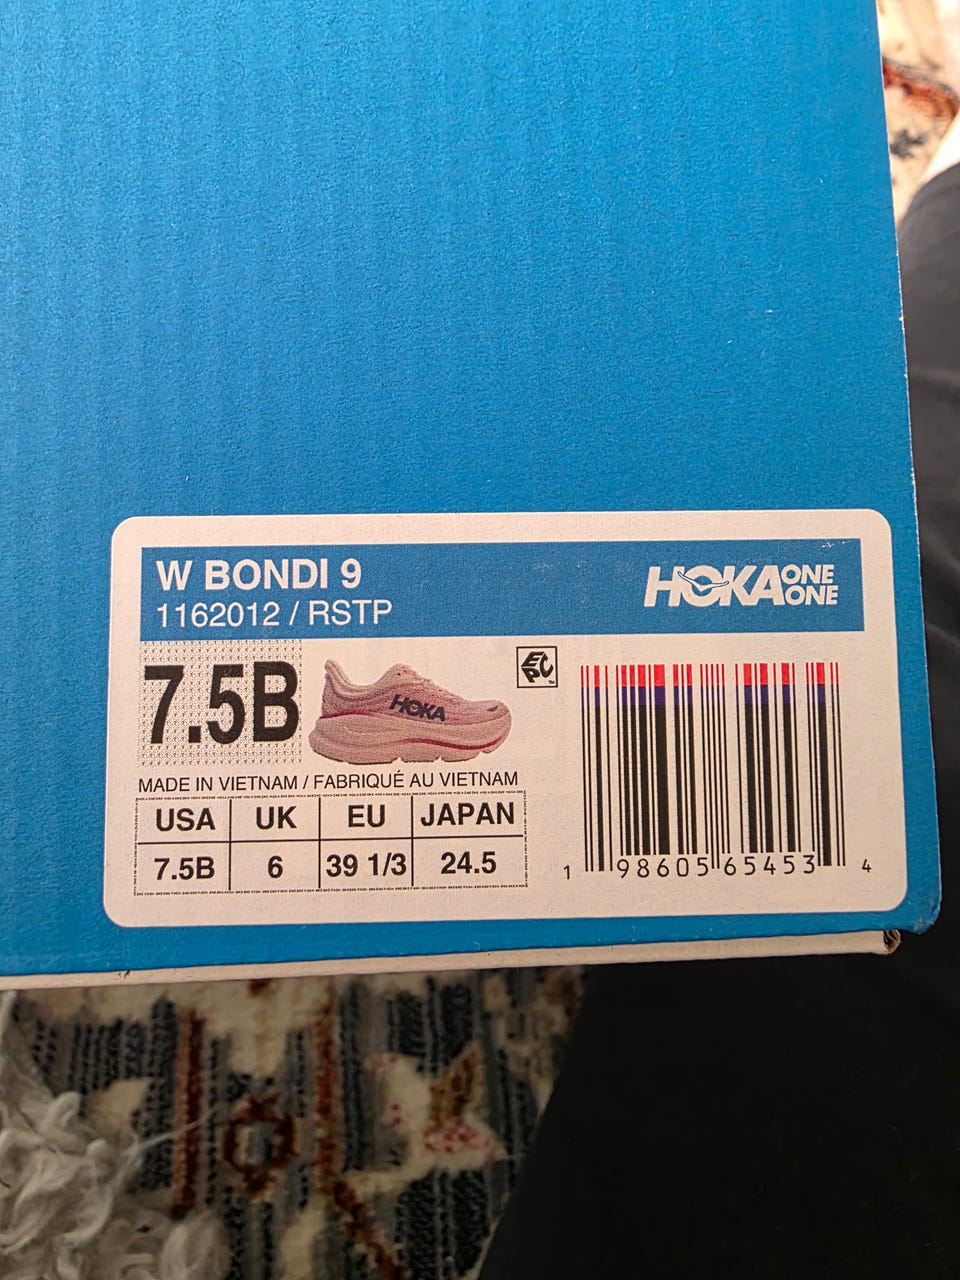 W BONDI 9
1162012 / RSTP
HOKA ONE ONE
7.5B
HOKA
EPC™
MADE IN VIETNAM / FABRIQUÉ AU VIETNAM
USA UK EU JAPAN
7.5B 6 39 1/3 24.5
1 98605 65453 4